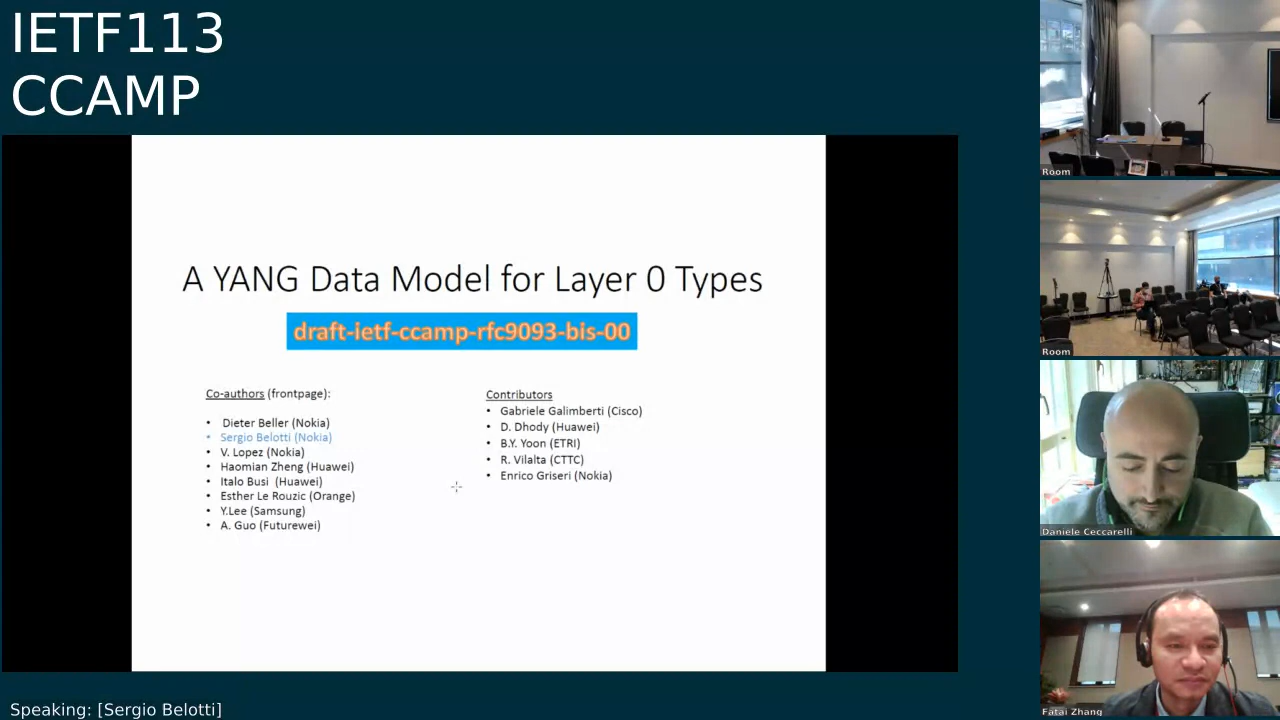 IETF113
CCAMP
A YANG Data Model for Layer 0 Types
draft-ietf-ccamp-rfc9093-bis-00
Co-authors (frontpage):
• Dieter Beller (Nokia)
• Sergio Belotti (Nokia)
• V. Lopez (Nokia)
• Haomian Zheng (Huawei)
• Italo Busi (Huawei)
• Esther Le Rouzic (Orange)
• Y.Lee (Samsung)
• A. Guo (Futurewei)
Contributors
• Gabriele Galimberti (Cisco)
• D. Dhody (Huawei)
• B.Y. Yoon (ETRI)
• R. Vilalta (CTTC)
• Enrico Griseri (Nokia)
Room
Room
Daniele Ceccarelli
Fatai Zhang
Speaking: [Sergio Belotti]